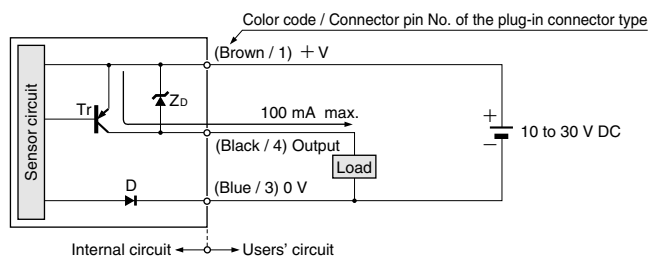 Color code / Connector pin No. of the plug-in connector type
(Brown / 1) +V
Sensor circuit
Tr
ZD
100 mA max.
+
−
10 to 30 V DC
(Black / 4) Output
Load
D
(Blue / 3) 0 V
Internal circuit
Users' circuit